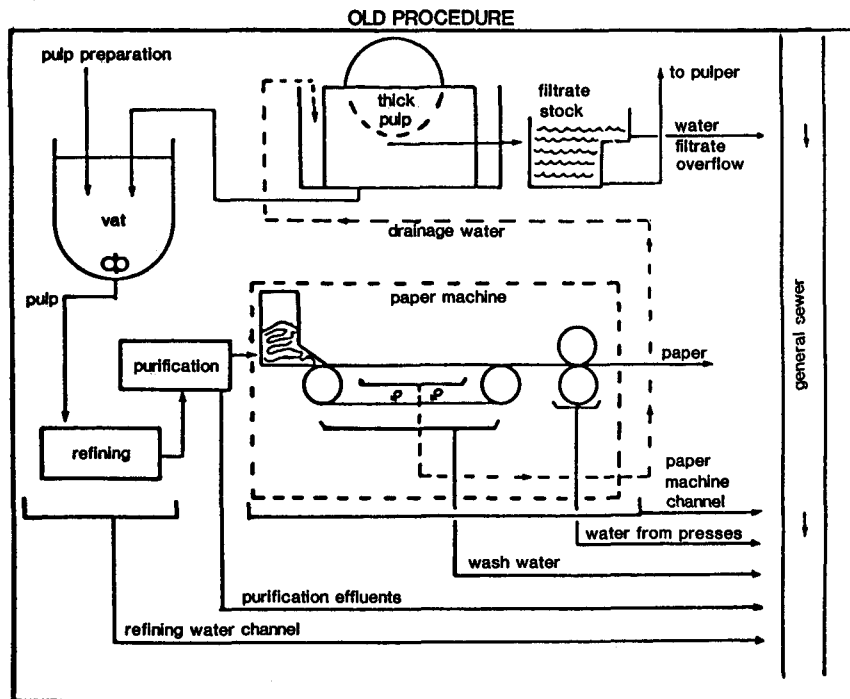 OLD PROCEDURE
pulp preparation
to pulper
filtrate
stock
thick
pulp
water
filtrate
overflow
vat
drainage water
pulp
paper machine
general sewer
paper
purification
refining
paper
machine
channel
water from presses
wash water
purification effluents
refining water channel